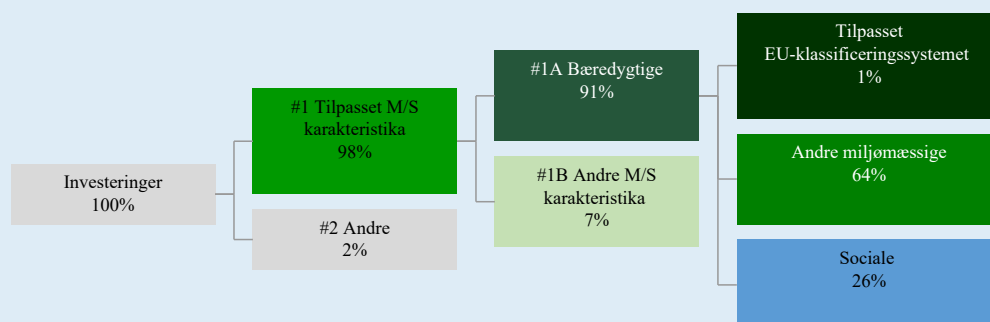 Investeringer
100%
#1 Tilpasset M/S
karakteristika
98%
#2 Andre
2%
#1A Bæredygtige
91%
#1B Andre M/S
karakteristika
7%
Tilpasset
EU-klassificeringssystemet
1%
Andre miljømæssige
64%
Sociale
26%